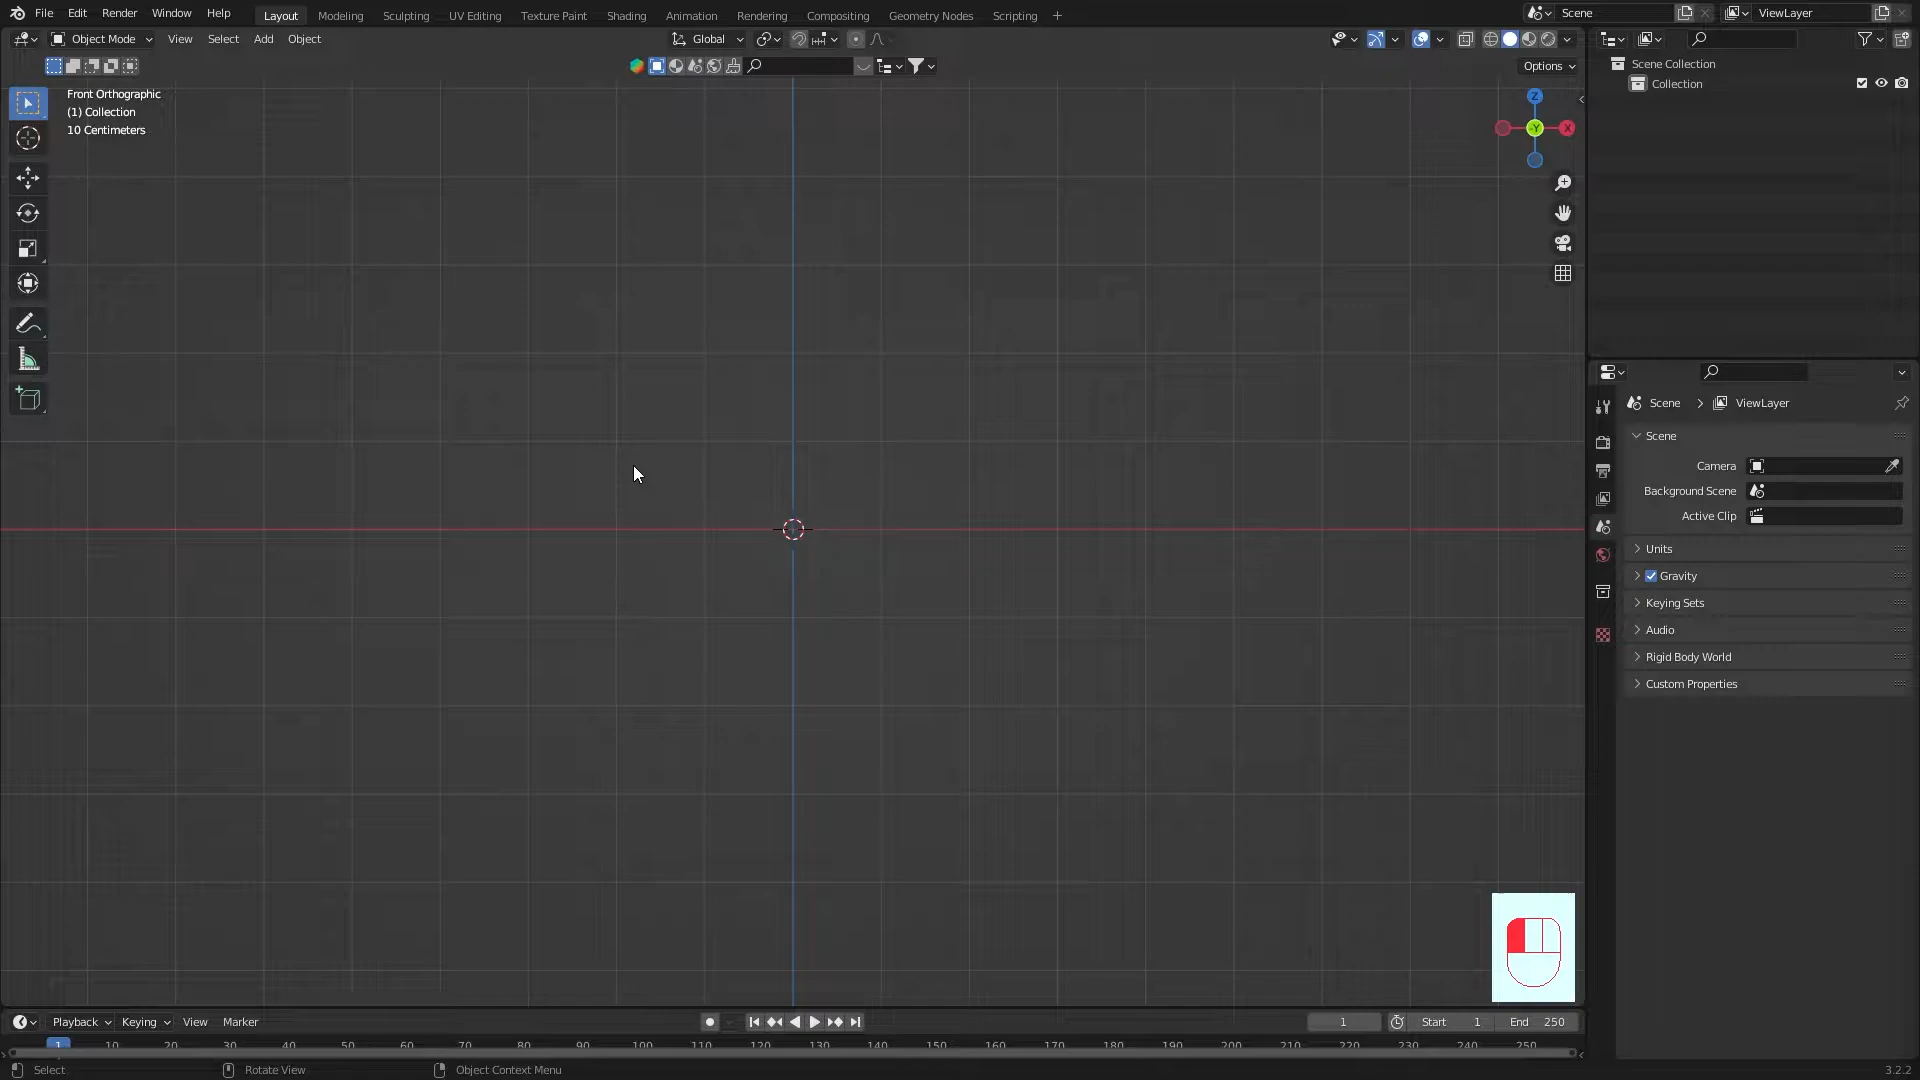 File Edit Render Window Help Layout Modeling Sculpting UV Editing Texture Paint Shading Animation Rendering Compositing Geometry Nodes Scripting + Scene ViewLayer
Object Mode View Select Add Object Global
Options
Front Orthographic
(1) Collection
10 Centimeters
Z
-Y
X
Scene Collection
Collection
Scene > ViewLayer
Scene
Camera
Background Scene
Active Clip
Units
Gravity
Keying Sets
Audio
Rigid Body World
Custom Properties
Playback Keying View Marker 1 Start 1 End 250
1 10 20 30 40 50 60 70 80 90 100 110 120 130 140 150 160 170 180 190 200 210 220 230 240 250
Select Rotate View Object Context Menu 3.2.2